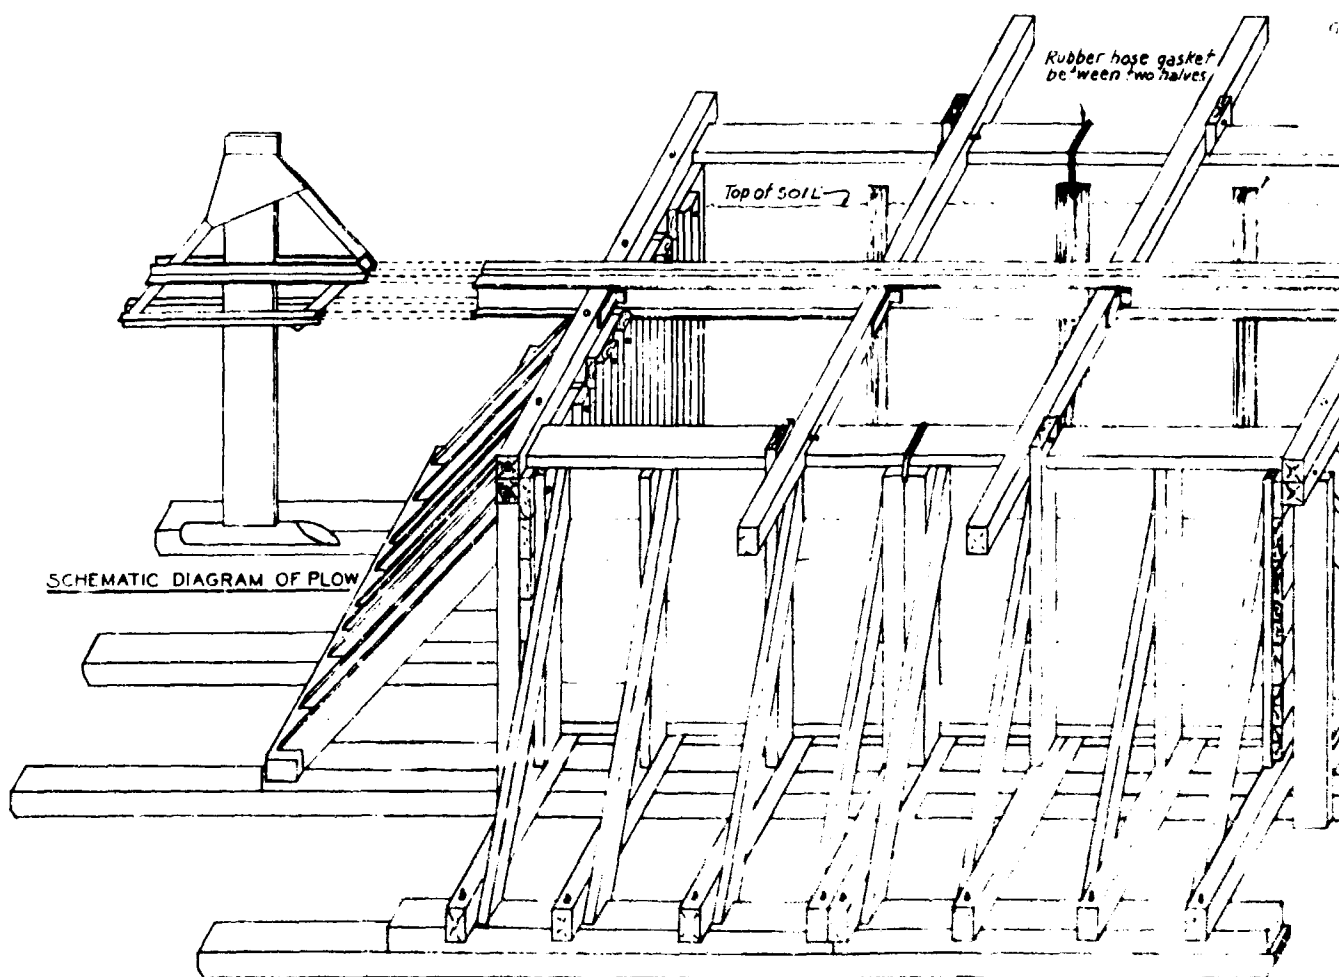 Rubber hose gasket
between two halves
Top of SOIL
SCHEMATIC DIAGRAM OF PLOW